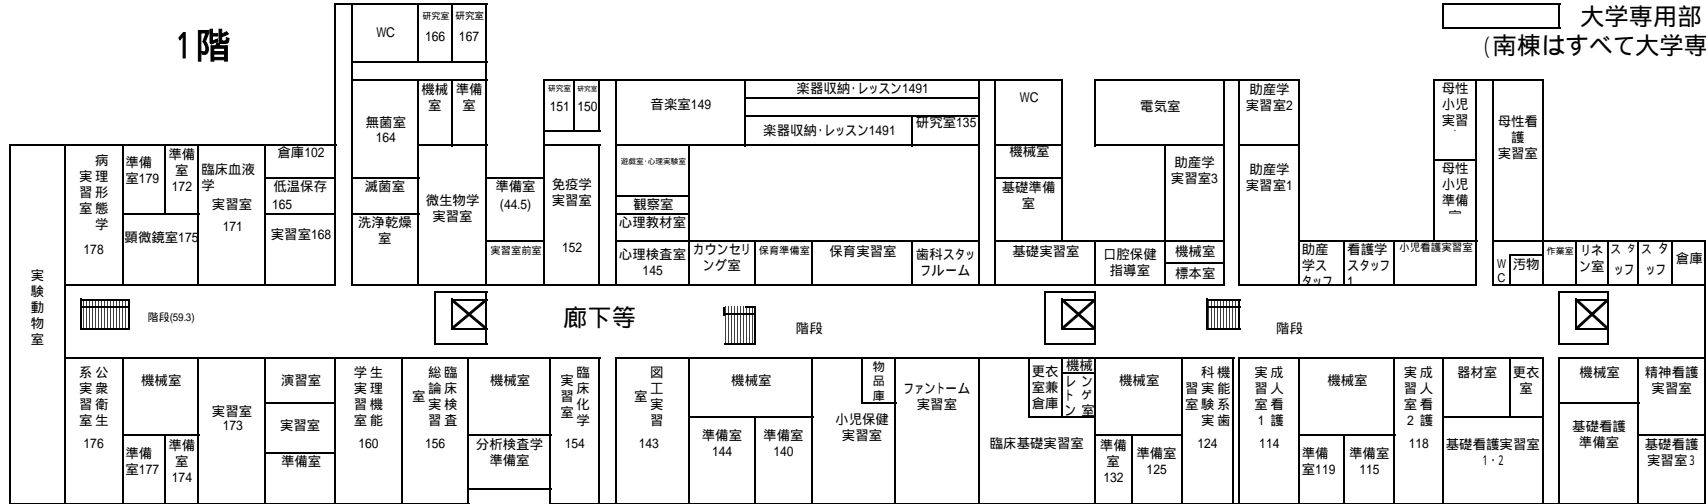 1階
大学専用部
(南棟はすべて大学専
WC
研究室
166
研究室
167
機械
室
準備
室
無菌室
164
滅菌室
洗浄乾燥
室
微生物学
実習室
準備室
(44.5)
実習室前室
研究室
151
研究室
150
免疫学
実習室
152
音楽室149
楽器収納・レッスン1491
楽器収納・レッスン1491
研究室135
遊戯室・心理実験室
観察室
心理教材室
心理検査室
145
カウンセリ
ング室
保育準備室
保育実習室
歯科スタッ
フルーム
WC
機械室
基礎準備
室
基礎実習室
電気室
助産学
実習室3
口腔保健
指導室
機械室
標本室
助産学
実習室2
助産学
実習室1
助産
学ス
タッフ
看護学
スタッフ
1
小児看護実習室
母性
小児
実習
母性
小児
準備
母性看
護
実習室
WC
汚物
作業室
リネ
ン室
スタ
ッフ
スタ
ッフ
倉庫
病理形態学
実習室
178
準備
室179
準備
室
172
顕微鏡室175
臨床血液
学
実習室
171
倉庫102
低温保存
165
実習室168
実験動物室
階段(59.3)
廊下等
階段
階段
公衆衛生
系実習室
176
機械室
準備
室177
準備
室
174
実習室
173
演習室
実習室
準備室
生理機能
学実習室
160
臨床検査
総論実習
室
156
機械室
分析検査学
準備室
臨床化学
実習室
154
図工実習
室
143
機械室
準備室
144
準備室
140
物品庫
小児保健
実習室
ファントーム
実習室
更衣
室兼
倉庫
機械
レントゲン室
臨床基礎実習室
機械室
準備
室
132
準備室
125
機能系歯
科実験実
習室
124
成人看護
実習室1
114
機械室
準備
室119
準備室
115
成人看護
実習室2
118
器材室
更衣
室
基礎看護実習室
1・2
機械室
基礎看護
準備室
精神看護
実習室
基礎看護
実習室3